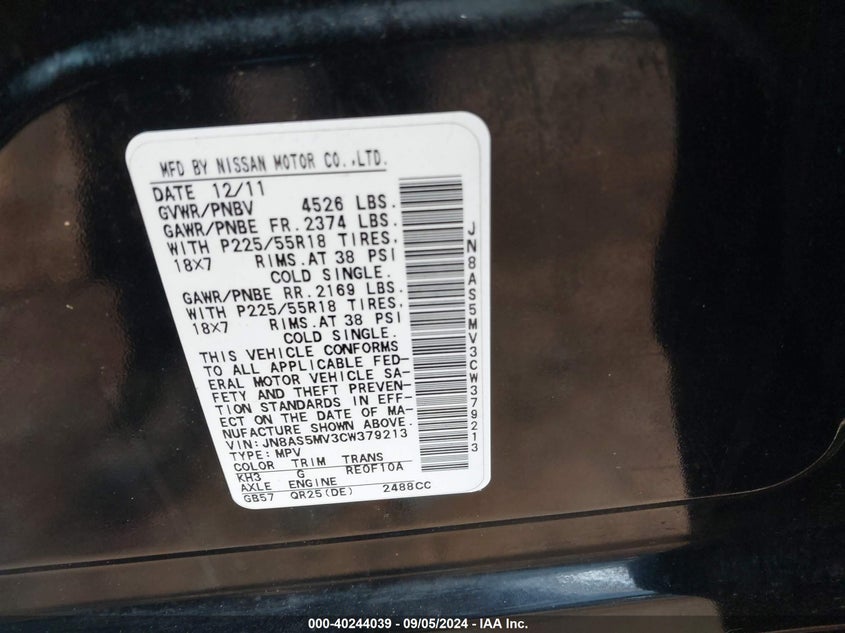 MFD BY NISSAN MOTOR CO.,LTD.
DATE 12/11
GVWR/PNBV 4526 LBS.
GAWR/PNBE FR. 2374 LBS.
WITH P225/55R18 TIRES,
18X7 RIMS.AT 38 PSI
COLD SINGLE.
GAWR/PNBE RR. 2169 LBS.
WITH P225/55R18 TIRES,
18X7 RIMS.AT 38 PSI
COLD SINGLE.
THIS VEHICLE CONFORMS
TO ALL APPLICABLE FED-
ERAL MOTOR VEHICLE SA-
FETY AND THEFT PREVEN-
TION STANDARDS IN EFF-
ECT ON THE DATE OF MA-
NUFACTURE SHOWN ABOVE.
VIN: JN8AS5MV3CW379213
TYPE: MPV
COLOR TRIM TRANS
KH3 G RE0F10A
AXLE ENGINE
GB57 QR25(DE) 2488CC
JN8AS5MV3CW379213
000-40244039 - 09/05/2024 - IAA Inc.